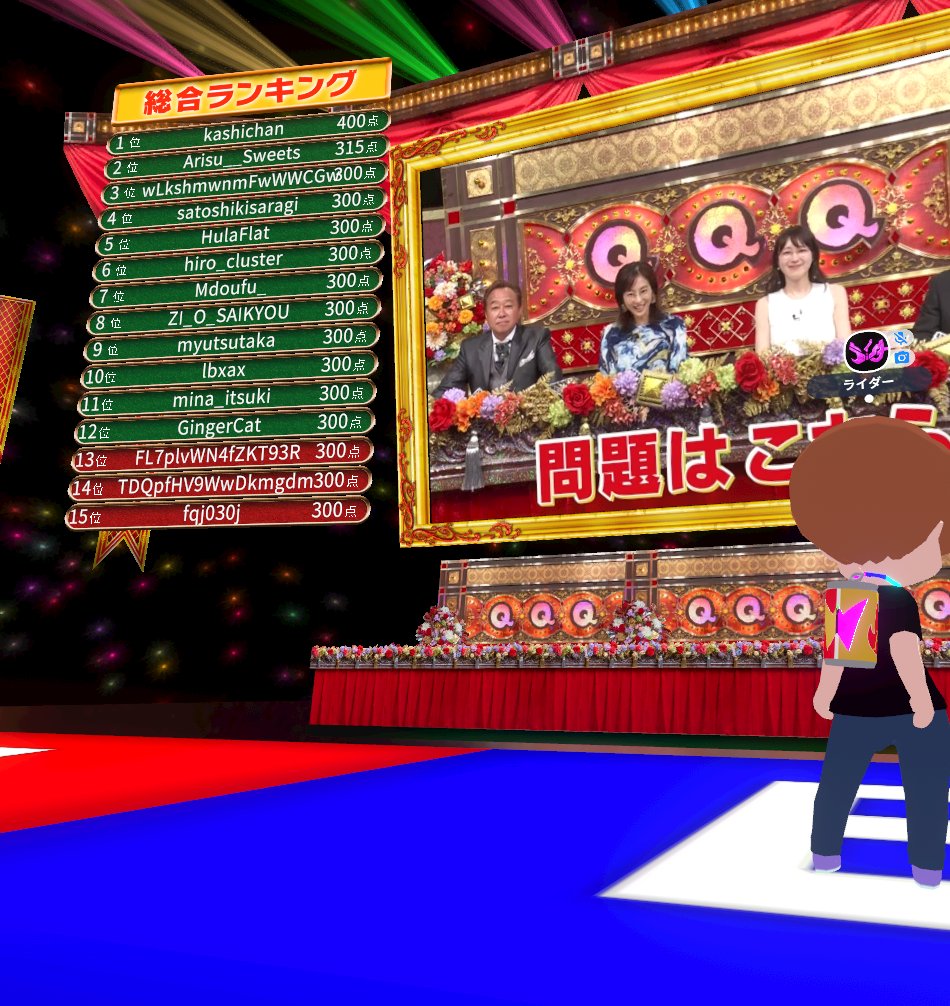 総合ランキング
1位 kashichan 400点
2位 Arisu__Sweets 315点
3位 wLkshmwnmFwWWCGw 300点
4位 satoshikisaragi 300点
5位 HulaFlat 300点
6位 hiro_cluster 300点
7位 Mdoufu_ 300点
8位 ZI_O_SAIKYOU 300点
9位 myutsutaka 300点
10位 lbxax 300点
11位 mina_itsuki 300点
12位 GingerCat 300点
13位 FL7plvWN4fZKT93R 300点
14位 TDQpfHV9WwDkmgdm 300点
15位 fqj030j 300点
Q Q Q
ライダー
問題はこちら
Q Q Q Q Q Q